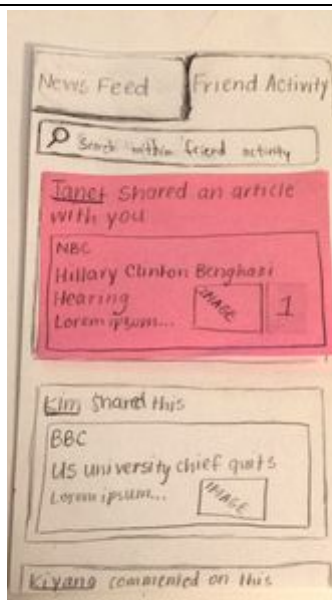 News Feed
Friend Activity
Search within friend activity
Janet shared an article
with you
NBC
Hillary Clinton Benghazi
Hearing
Lorem ipsum...
IMAGE
1
Kim shared this
BBC
US university chief quits
Lorem ipsum...
IMAGE
Kiyang commented on this